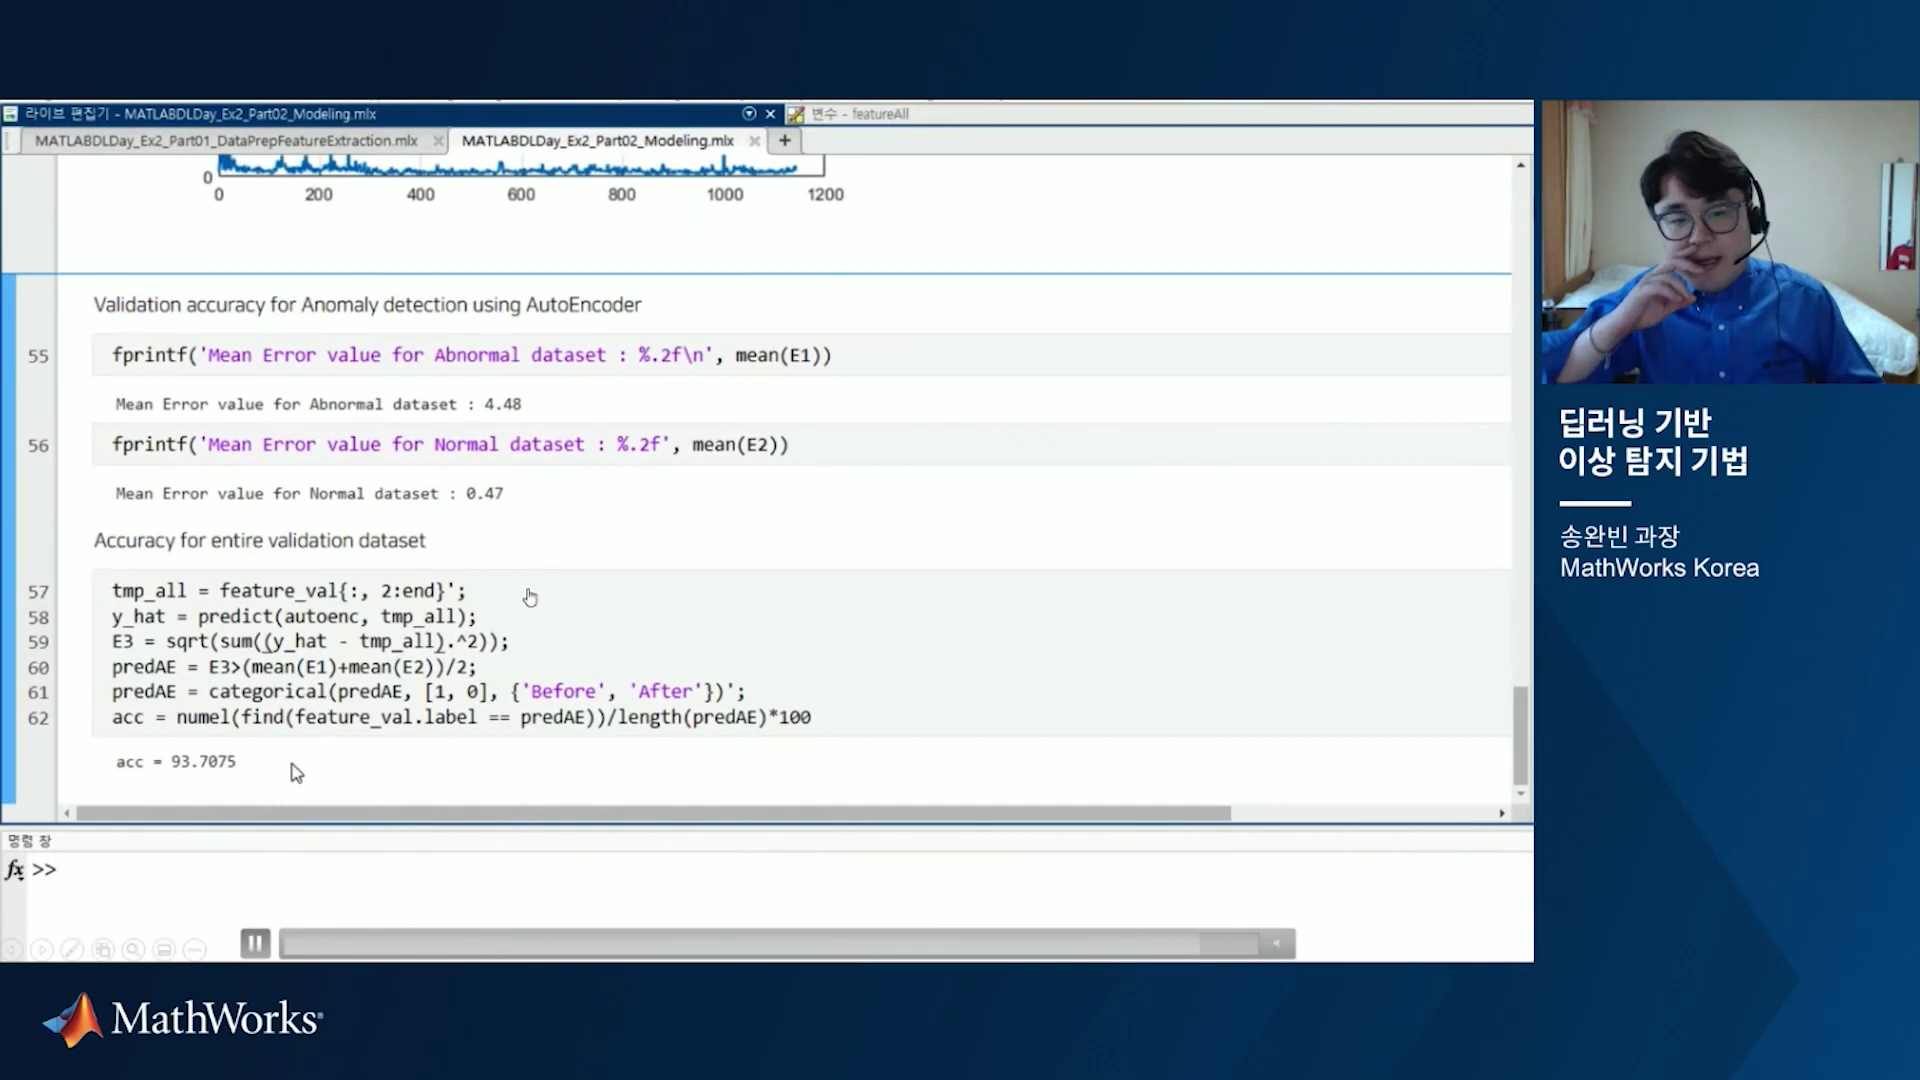 라이브 편집기 - MATLABDLDay_Ex2_Part02_Modeling.mlx
변수 - featureAll
MATLABDLDay_Ex2_Part01_DataPrepFeatureExtraction.mlx
MATLABDLDay_Ex2_Part02_Modeling.mlx
0
0 200 400 600 800 1000 1200
Validation accuracy for Anomaly detection using AutoEncoder
55 fprintf('Mean Error value for Abnormal dataset : %.2f\n', mean(E1))
Mean Error value for Abnormal dataset : 4.48
56 fprintf('Mean Error value for Normal dataset : %.2f', mean(E2))
Mean Error value for Normal dataset : 0.47
Accuracy for entire validation dataset
57 tmp_all = feature_val{:, 2:end}';
58 y_hat = predict(autoenc, tmp_all);
59 E3 = sqrt(sum((y_hat - tmp_all).^2));
60 predAE = E3>(mean(E1)+mean(E2))/2;
61 predAE = categorical(predAE, [1, 0], {'Before', 'After'})';
62 acc = numel(find(feature_val.label == predAE))/length(predAE)*100
acc = 93.7075
명령 창
fx >>
딥러닝 기반
이상 탐지 기법
송완빈 과장
MathWorks Korea
MathWorks